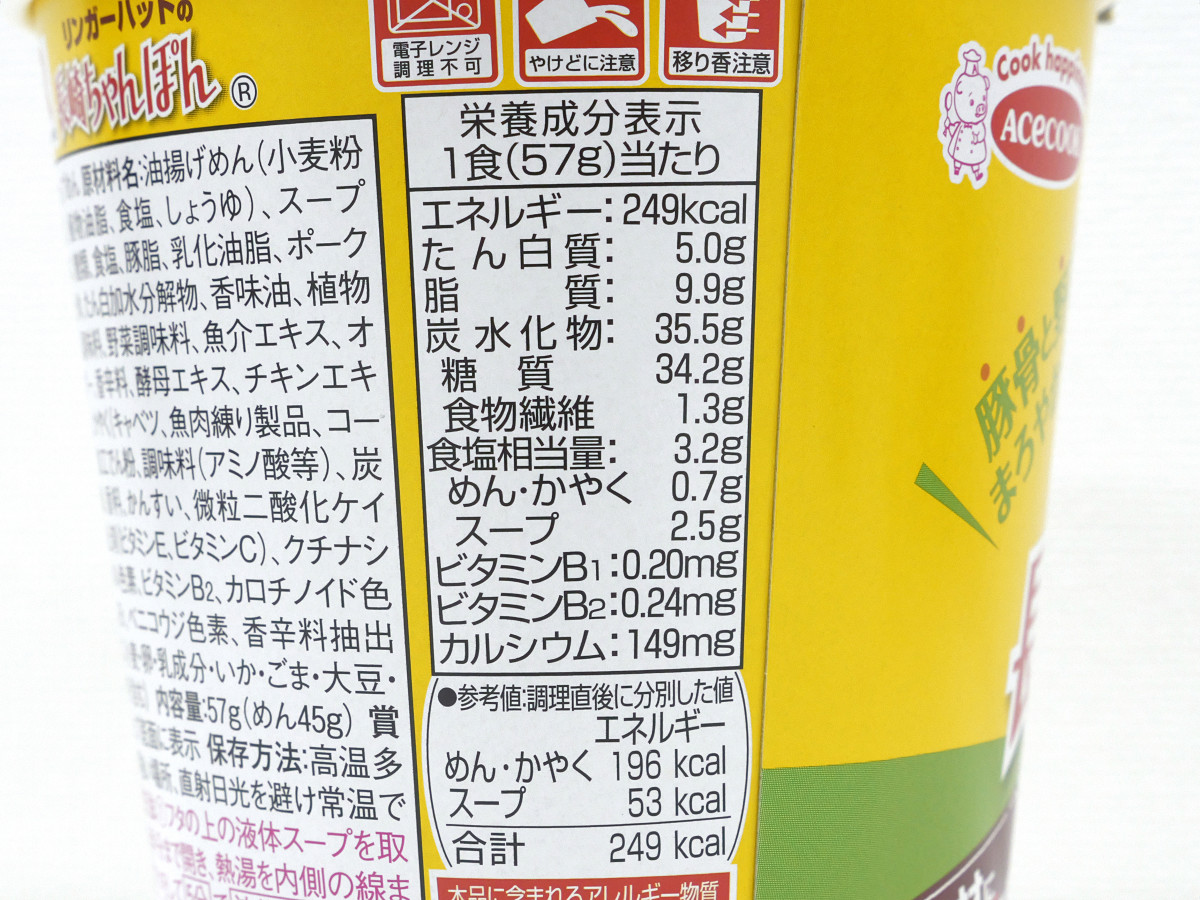 リンガーハットの
長崎ちゃんぽん®
原材料名:油揚げめん(小麦粉
油脂、食塩、しょうゆ)、スープ
食塩、豚脂、乳化油脂、ポーク
たん白加水分解物、香味油、植物
野菜調味料、魚介エキス、オ
香辛料、酵母エキス、チキンエキ
キャベツ、魚肉練り製品、コー
でん粉、調味料(アミノ酸等)、炭
かんすい、微粒二酸化ケイ
ビタミンE、ビタミンC)、クチナシ
色素、ビタミンB2、カロチノイド色
ベニコウジ色素、香辛料抽出
卵・乳成分・いか・ごま・大豆・
内容量:57g(めん45g) 賞
に表示 保存方法:高温多
場所、直射日光を避け常温で
フタの上の液体スープを取
まで開き、熱湯を内側の線ま
電子レンジ
調理不可
やけどに注意
移り香注意
栄養成分表示
1食(57g)当たり
エネルギー:249kcal
たん白質: 5.0g
脂質: 9.9g
炭水化物: 35.5g
糖質 34.2g
食物繊維 1.3g
食塩相当量: 3.2g
めん・かやく 0.7g
スープ 2.5g
ビタミンB1:0.20mg
ビタミンB2:0.24mg
カルシウム:149mg
●参考値:調理直後に分別した値
エネルギー
めん・かやく 196 kcal
スープ 53 kcal
合計 249 kcal
本品に含まれるアレルギー物質
Cook
ACECOOK
豚骨と
まろや